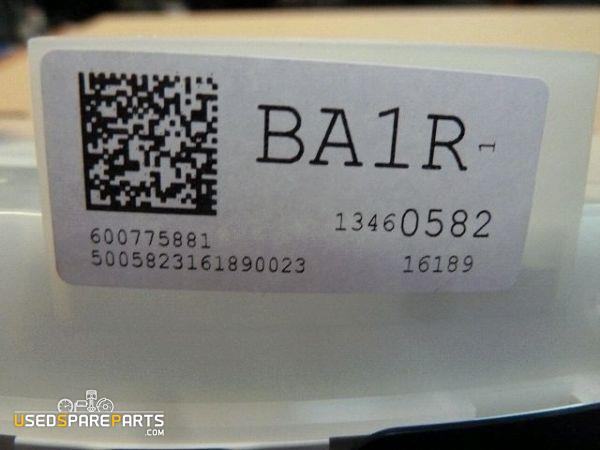 BA1R-1
13460582
600775881
5005823161890023
16189
USEDSPAREPARTS
.COM